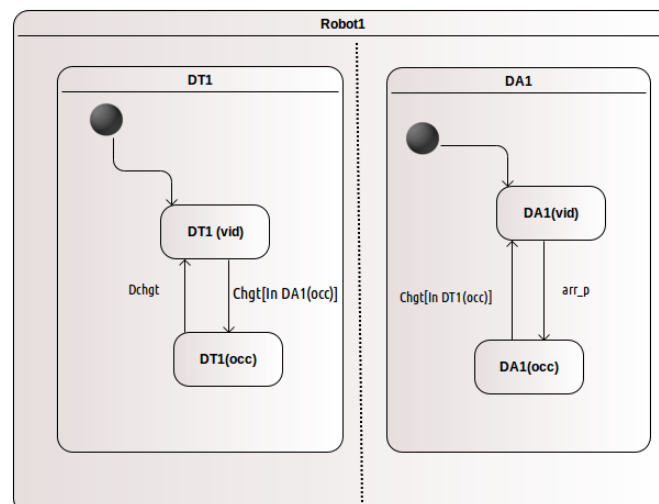 Robot1
DT1
DT1 (vid)
Dchgt
Chgt[In DA1(occ)]
DT1(occ)
DA1
DA1(vid)
Chgt[In DT1(occ)]
arr_p
DA1(occ)